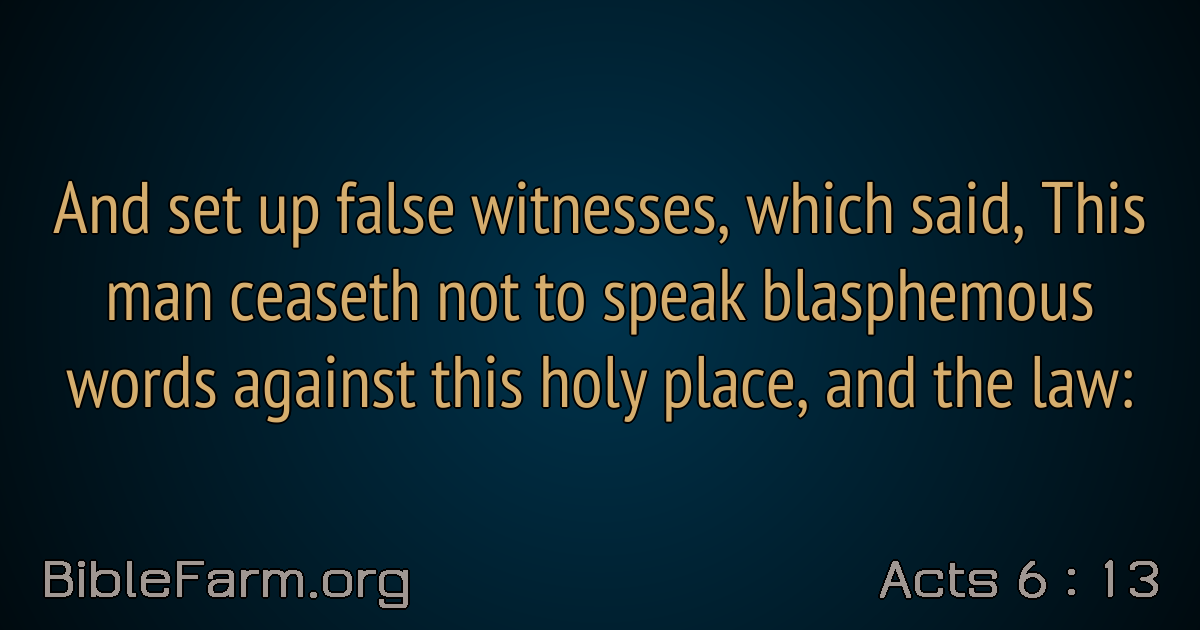 And set up false witnesses, which said, This
man ceaseth not to speak blasphemous
words against this holy place, and the law:
BibleFarm.org
Acts 6 : 13